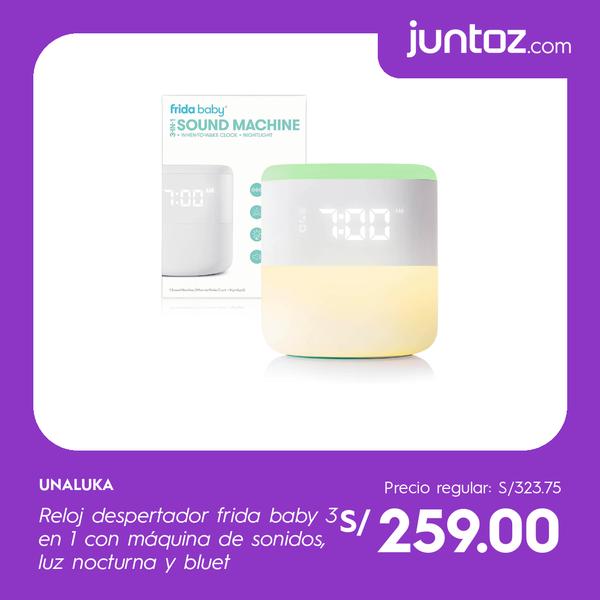 juntoz.com
frida baby
3-IN-1 SOUND MACHINE
• WHEN-TO-WAKE CLOCK • NIGHTLIGHT
7:00 AM
7:00 AM
UNALUKA
Reloj despertador frida baby 3
en 1 con máquina de sonidos,
luz nocturna y bluet
Precio regular: S/323.75
S/ 259.00